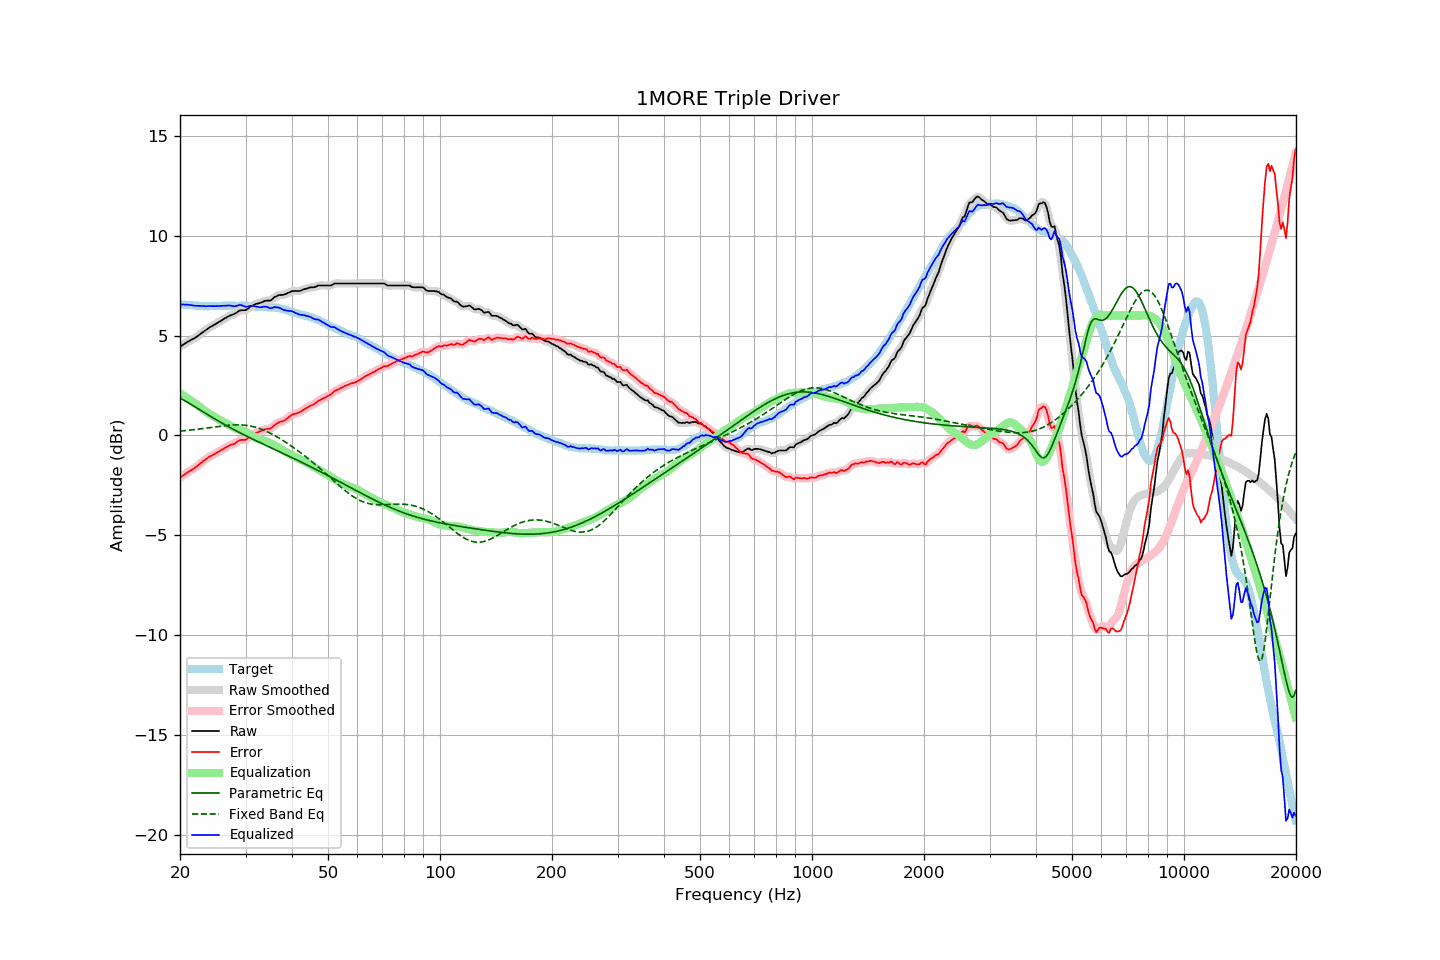 1MORE Triple Driver
Amplitude (dBr)
15
10
5
0
−5
−10
−15
−20
Target
Raw Smoothed
Error Smoothed
Raw
Error
Equalization
Parametric Eq
Fixed Band Eq
Equalized
20 50 100 200 500 1000 2000 5000 10000 20000
Frequency (Hz)